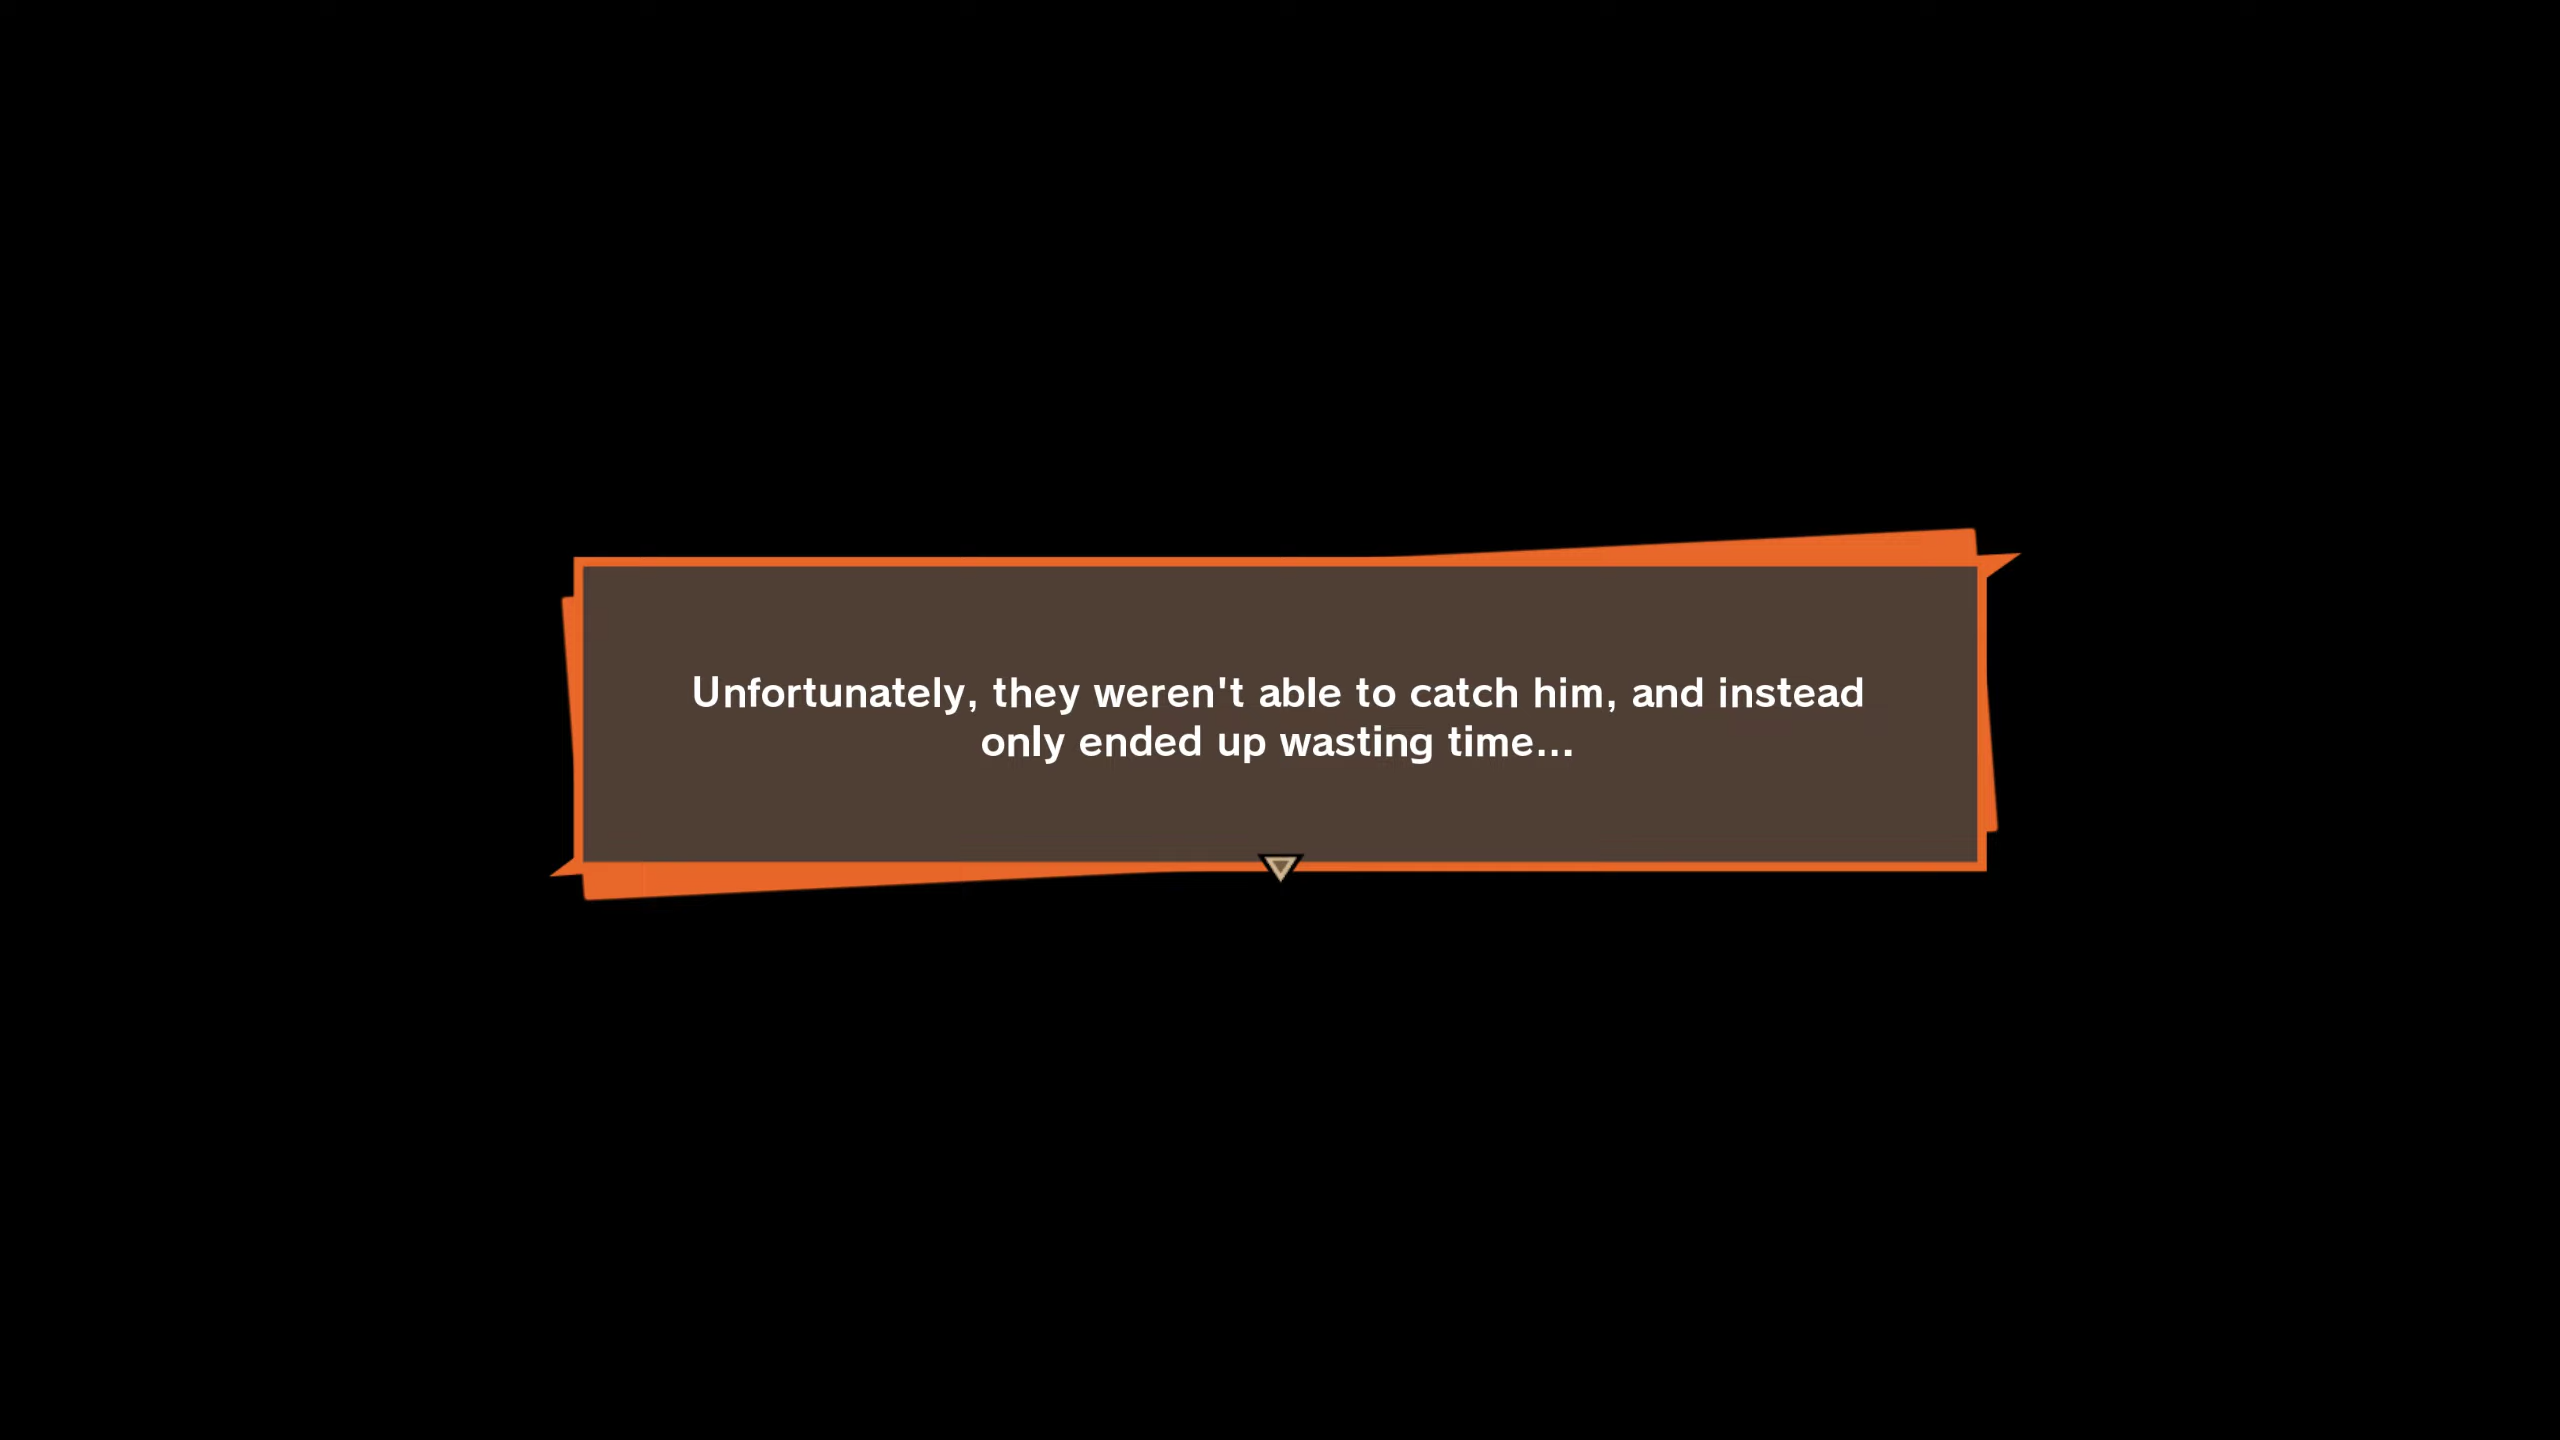 Unfortunately, they weren't able to catch him, and instead
only ended up wasting time...